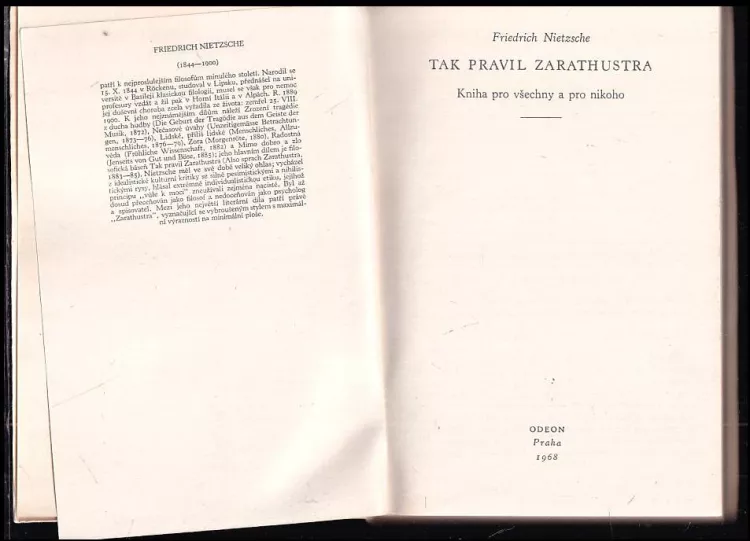 FRIEDRICH NIETZSCHE
(1844—1900)
patří k nejproslulejším filosofům minulého století. Narodil se
15. X. 1844 v Röckenu, studoval v Lipsku, přednášel na uni-
versitě v Basileji klasickou filologii, musel se však pro nemoc
profesury vzdát a žil pak v Horní Itálii a v Alpách. R. 1889
jej duševní choroba zcela vyřadila ze života: zemřel 25. VIII.
1900. K jeho nejznámějším dílům náleží Zrození tragédie
z ducha hudby (Die Geburt der Tragödie aus dem Geiste der
Musik, 1872), Nečasové úvahy (Unzeitgemässe Betrachtun-
gen, 1873—76), Lidské, příliš lidské (Menschliches, Allzu-
menschliches, 1876—79), Zora (Morgenröte, 1880), Radostná
věda (Fröhliche Wissenschaft, 1882) a Mimo dobro a zlo
(Jenseits von Gut und Böse, 1885); jeho hlavním dílem je filo-
sofická báseň Tak pravil Zarathustra (Also sprach Zarathustra,
1883—85). Nietzsche měl ve své době veliký ohlas; vycházel
z idealistické kulturní kritiky se silně pesimistickými a nihilis-
tickými rysy, hlásal extrémně individualistickou etiku, jejíhož
principu „vůle k moci" zneužívali nejména nacisté. Byl až
dosud přeceňován jako filosof a nedoceňován jako psycholog
a spisovatel. Mezi jeho největší literární díla patří právě
„Zarathustra", vyznačující se vybroušeným stylem s maximál-
ní výrazností na minimální ploše.
Friedrich Nietzsche
TAK PRAVIL ZARATHUSTRA
Kniha pro všechny a pro nikoho
ODEON
Praha
1968